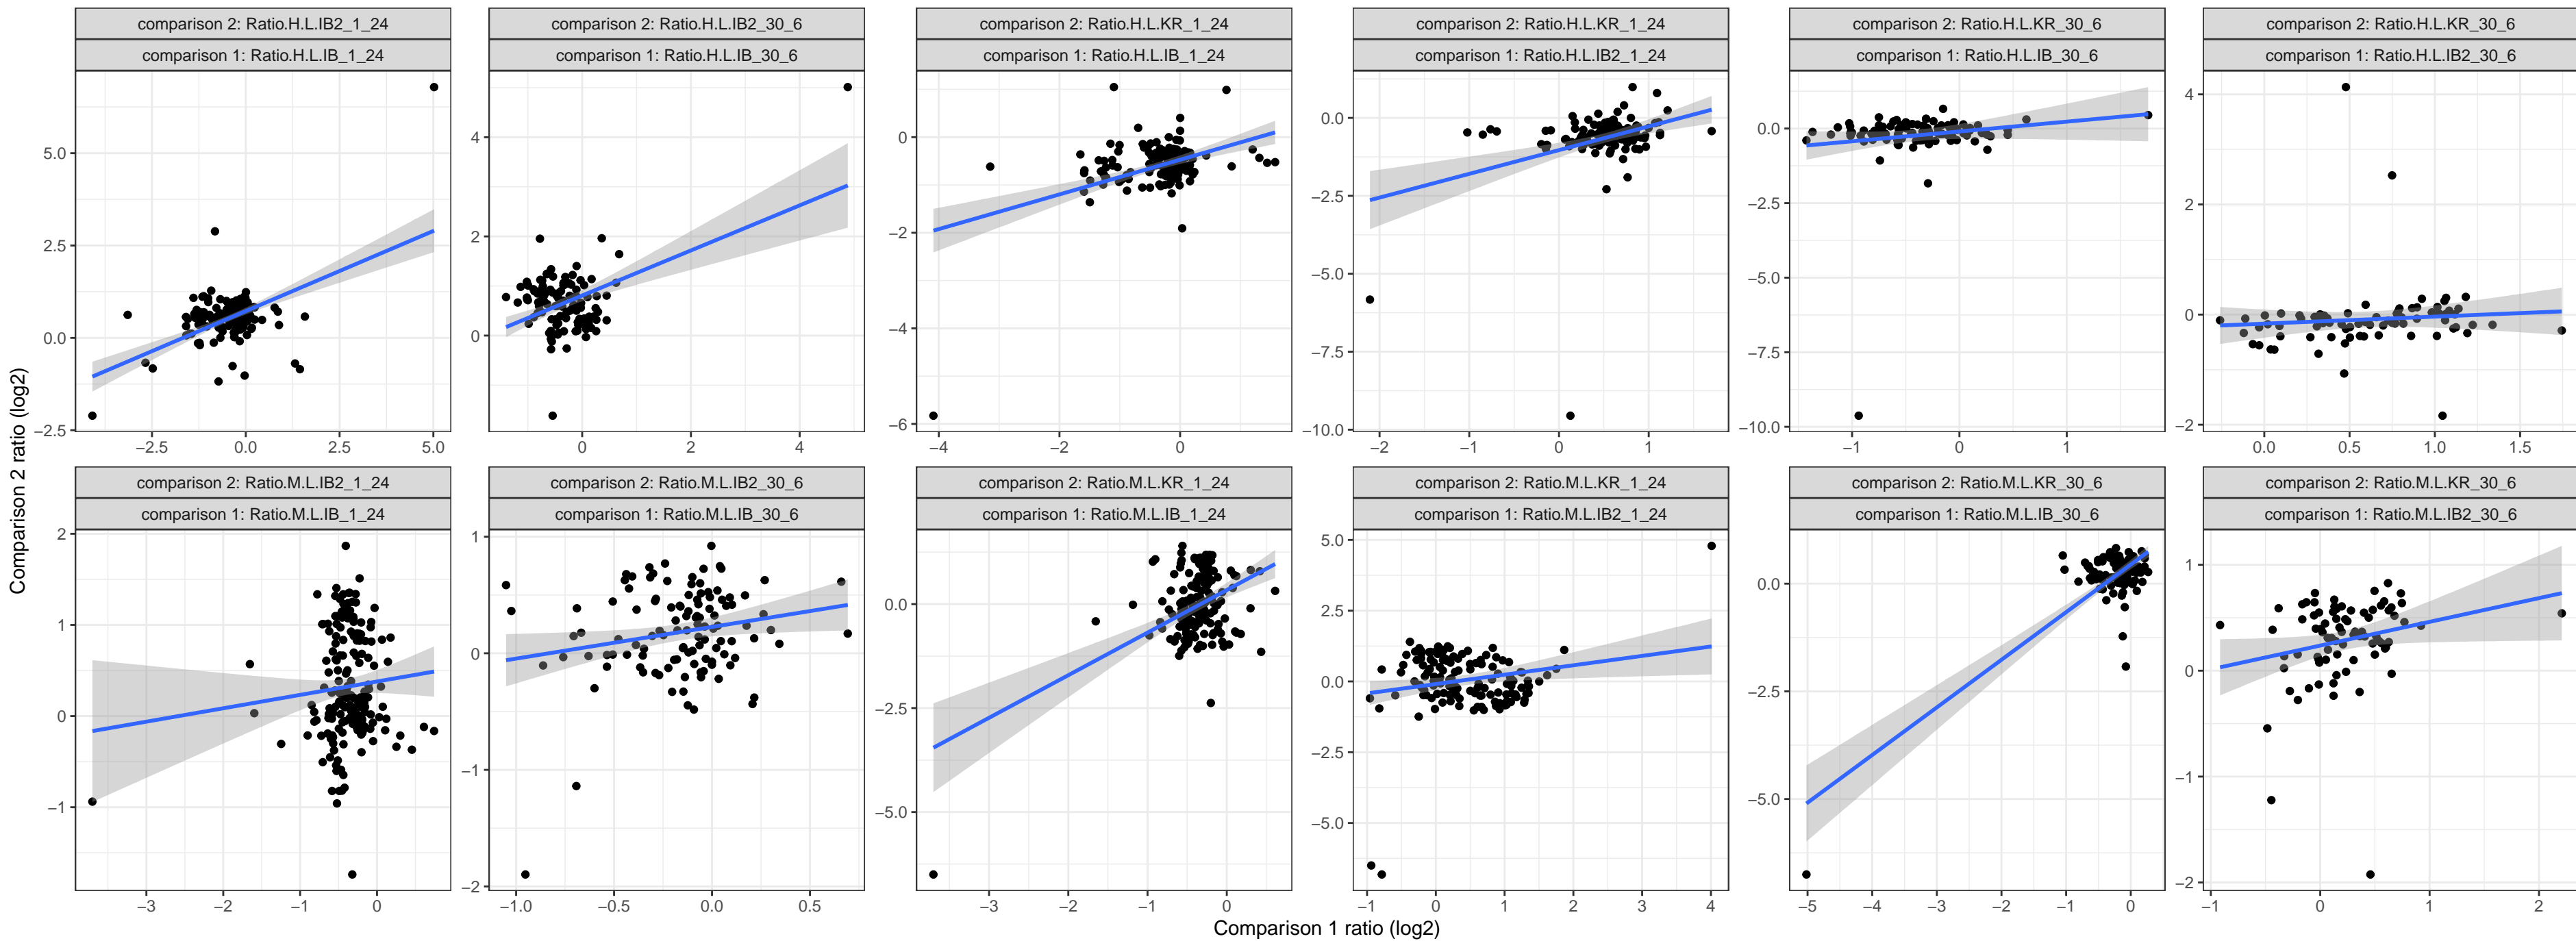 comparison 2: Ratio.H.L.IB2_1_24
comparison 1: Ratio.H.L.IB_1_24
comparison 2: Ratio.H.L.IB2_30_6
comparison 1: Ratio.H.L.IB_30_6
comparison 2: Ratio.H.L.KR_1_24
comparison 1: Ratio.H.L.IB_1_24
comparison 2: Ratio.H.L.KR_1_24
comparison 1: Ratio.H.L.IB2_1_24
comparison 2: Ratio.H.L.KR_30_6
comparison 1: Ratio.H.L.IB_30_6
comparison 2: Ratio.H.L.KR_30_6
comparison 1: Ratio.H.L.IB2_30_6
5.0
2.5
0.0
−2.5
−2.5 0.0 2.5 5.0
4
2
0
0 2 4
0
−2
−4
−6
−4 −2 0
0.0
−2.5
−5.0
−7.5
−10.0
−2 −1 0 1
0.0
−2.5
−5.0
−7.5
−10.0
−1 0 1
4
2
0
−2
0.0 0.5 1.0 1.5
comparison 2: Ratio.M.L.IB2_1_24
comparison 1: Ratio.M.L.IB_1_24
comparison 2: Ratio.M.L.IB2_30_6
comparison 1: Ratio.M.L.IB_30_6
comparison 2: Ratio.M.L.KR_1_24
comparison 1: Ratio.M.L.IB_1_24
comparison 2: Ratio.M.L.KR_1_24
comparison 1: Ratio.M.L.IB2_1_24
comparison 2: Ratio.M.L.KR_30_6
comparison 1: Ratio.M.L.IB_30_6
comparison 2: Ratio.M.L.KR_30_6
comparison 1: Ratio.M.L.IB2_30_6
2
1
0
−1
−3 −2 −1 0
1
0
−1
−2
−1.0 −0.5 0.0 0.5
0.0
−2.5
−5.0
−3 −2 −1 0
5.0
2.5
0.0
−2.5
−5.0
−1 0 1 2 3 4
0.0
−2.5
−5.0
−5 −4 −3 −2 −1 0
1
0
−1
−2
−1 0 1 2
Comparison 2 ratio (log2)
Comparison 1 ratio (log2)